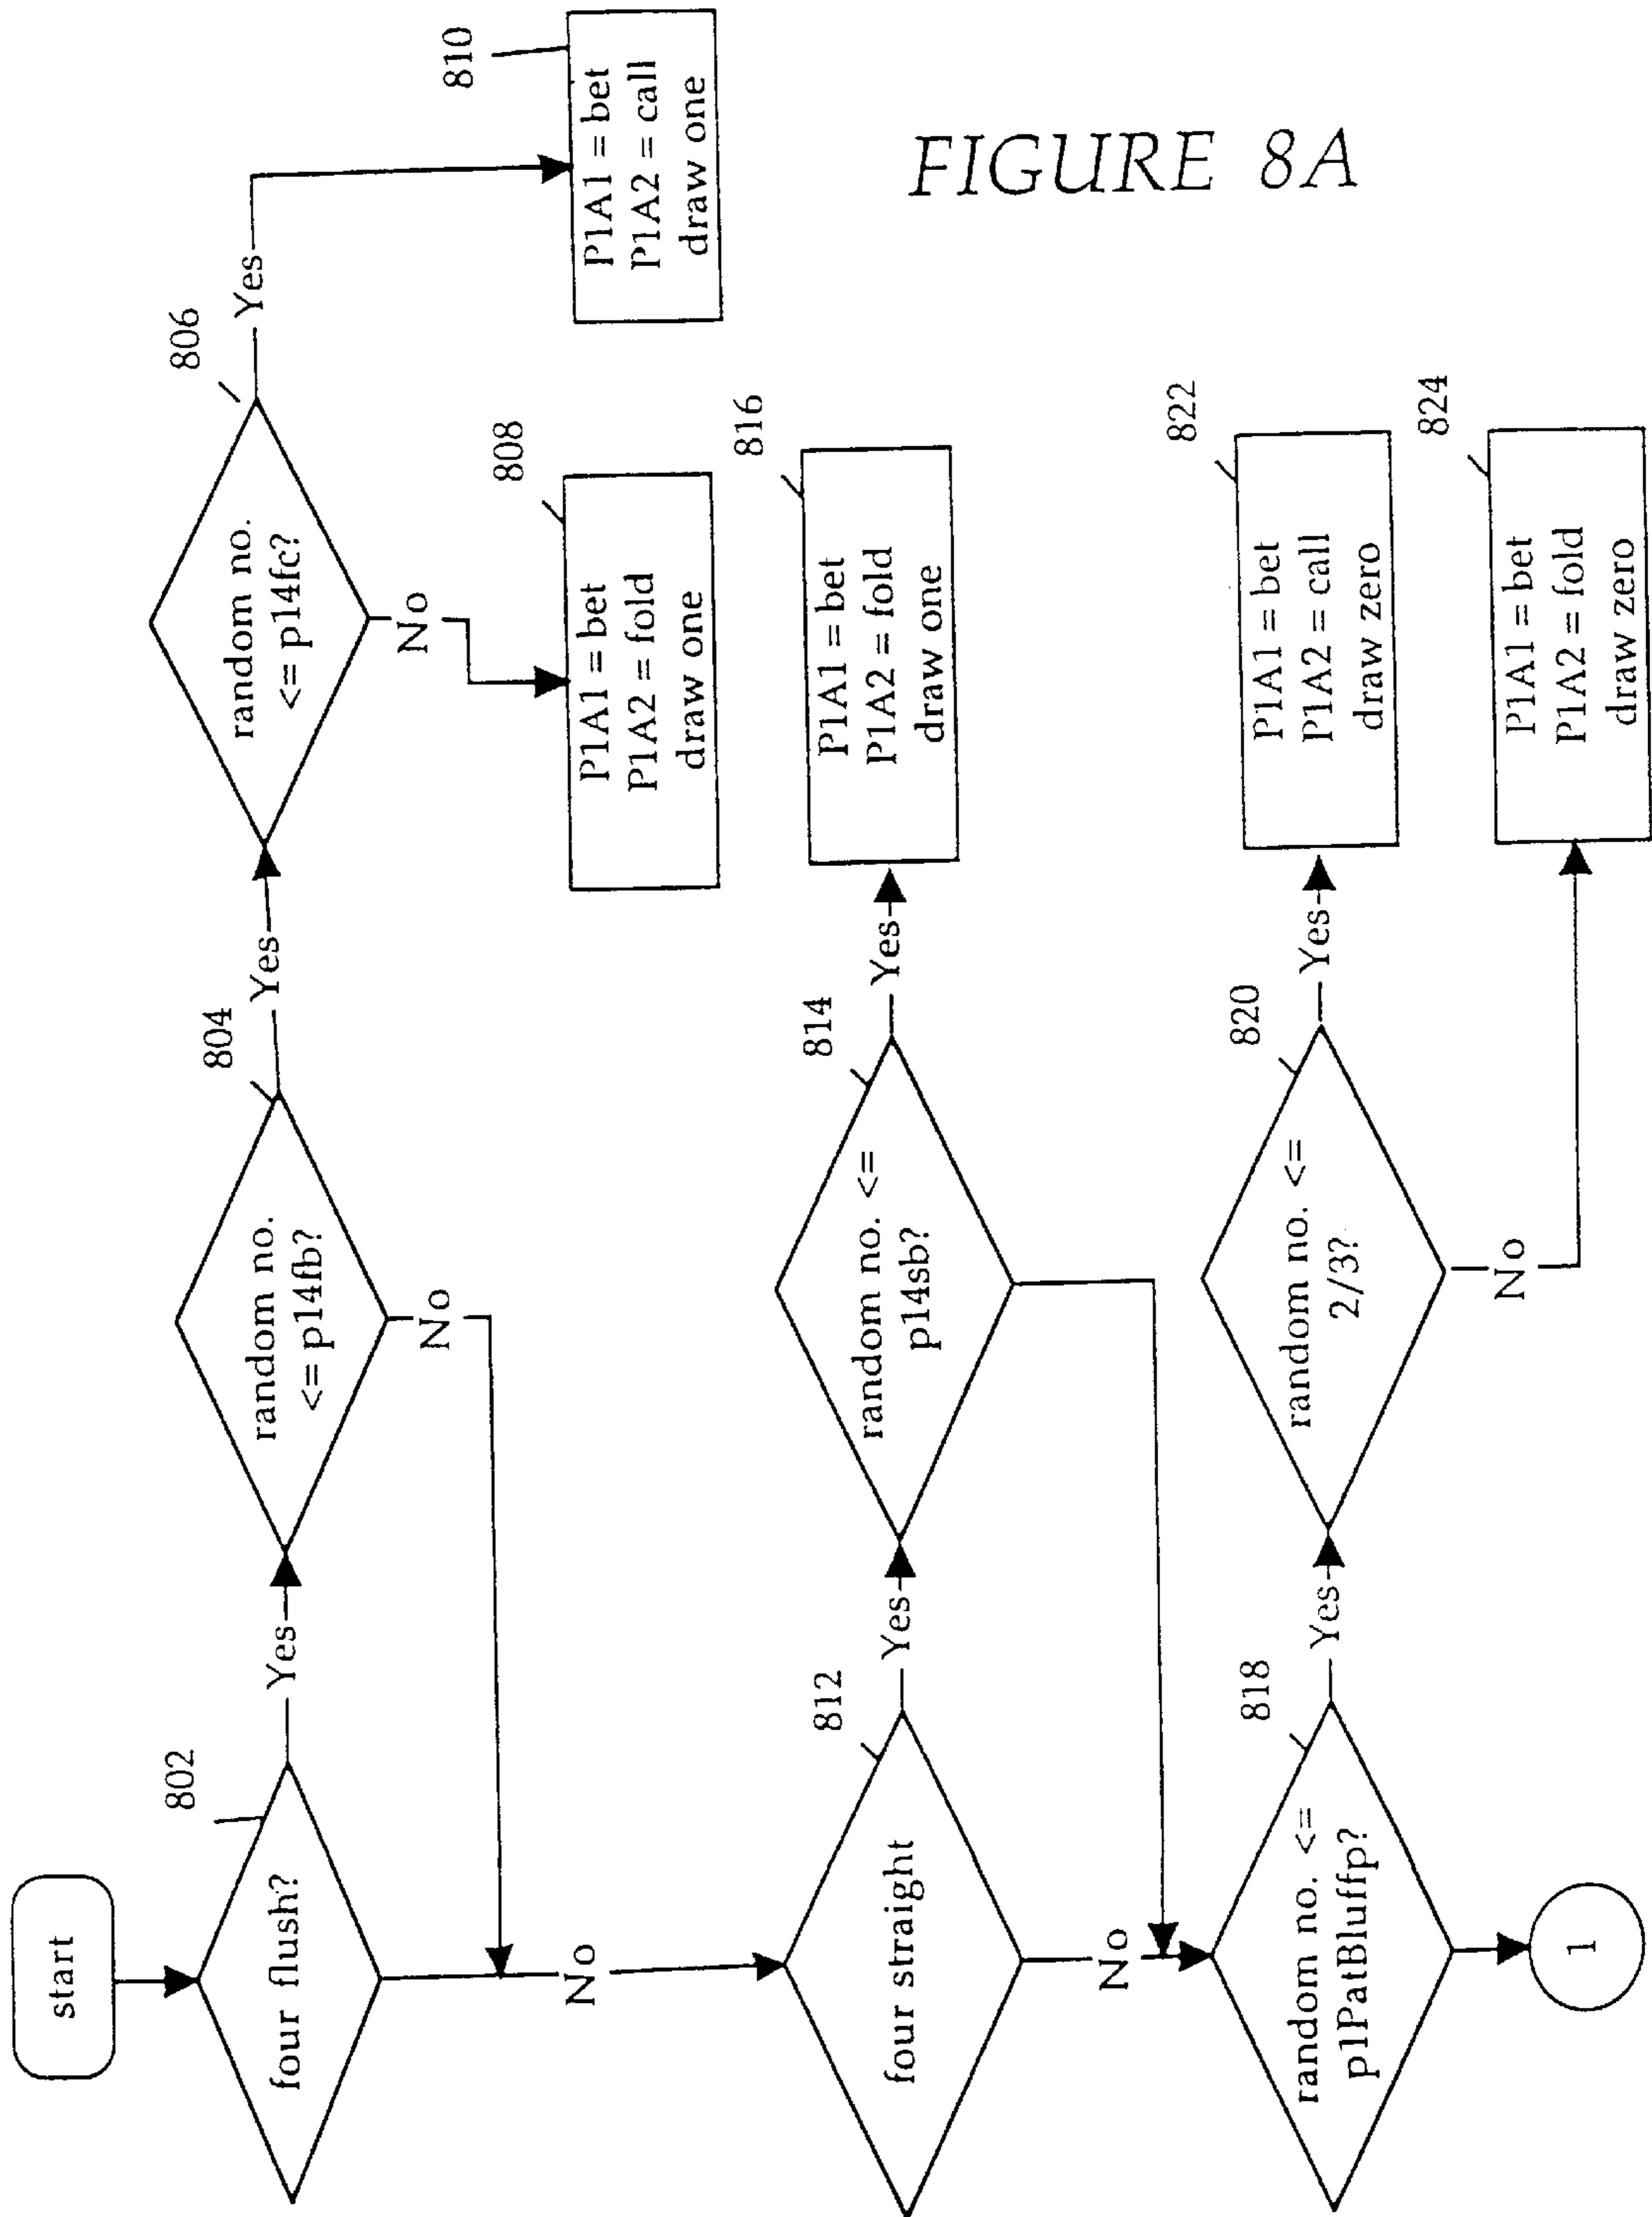 start
802
four flush?
Yes
No
804
random no.
<= p14fb?
Yes
No
806
random no.
<= p14fc?
Yes
No
808
P1A1 = bet
P1A2 = fold
draw one
810
P1A1 = bet
P1A2 = call
draw one
812
four straight
Yes
No
814
random no. <=
p14sb?
Yes
816
P1A1 = bet
P1A2 = fold
draw one
818
random no. <=
p1PatBluffp?
Yes
820
random no. <=
2/3?
Yes
No
822
P1A1 = bet
P1A2 = call
draw zero
824
P1A1 = bet
P1A2 = fold
draw zero
1
FIGURE 8A